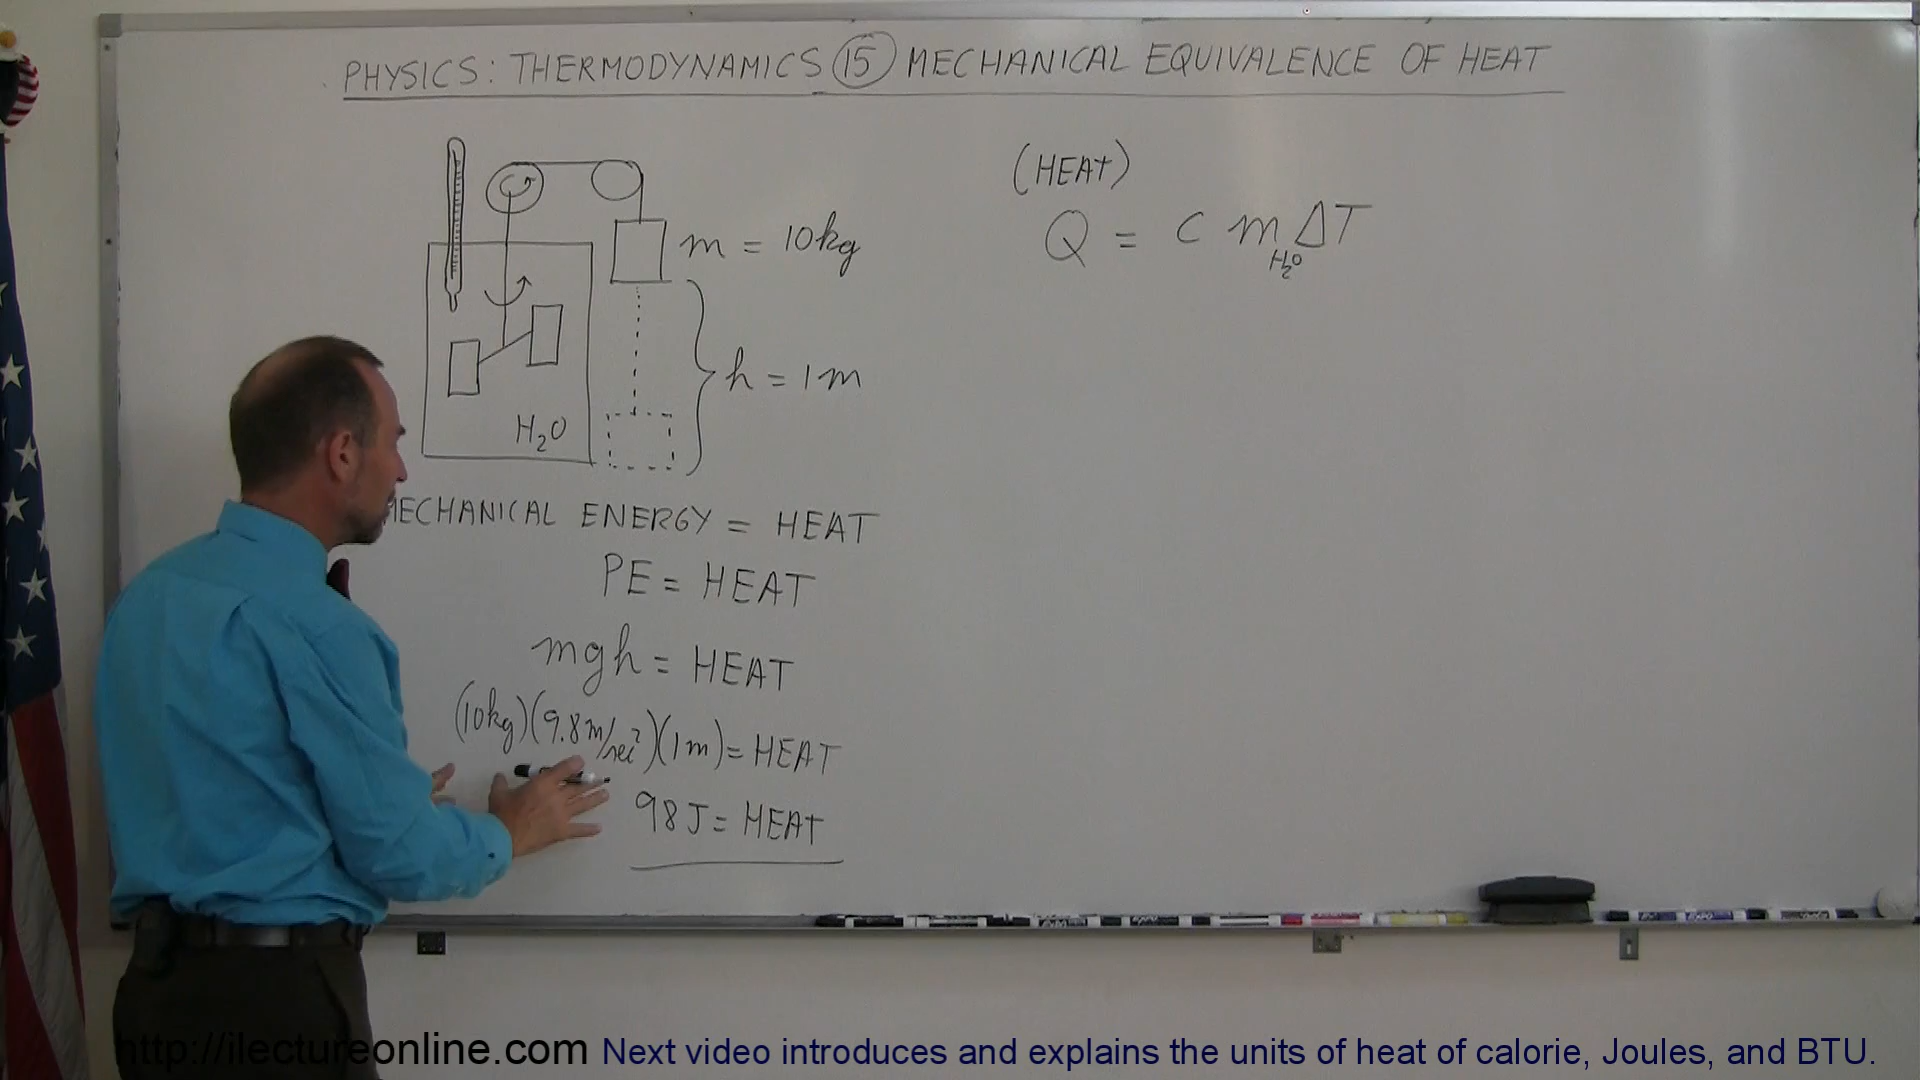 PHYSICS: THERMODYNAMICS 15 MECHANICAL EQUIVALENCE OF HEAT
m = 10kg
h = 1m
H₂O
MECHANICAL ENERGY = HEAT
PE = HEAT
mgh = HEAT
(10kg)(9.8m/sec²)(1m) = HEAT
98 J = HEAT
(HEAT)
Q = c m_H₂O ΔT
http://ilectureonline.com Next video introduces and explains the units of heat of calorie, Joules, and BTU.